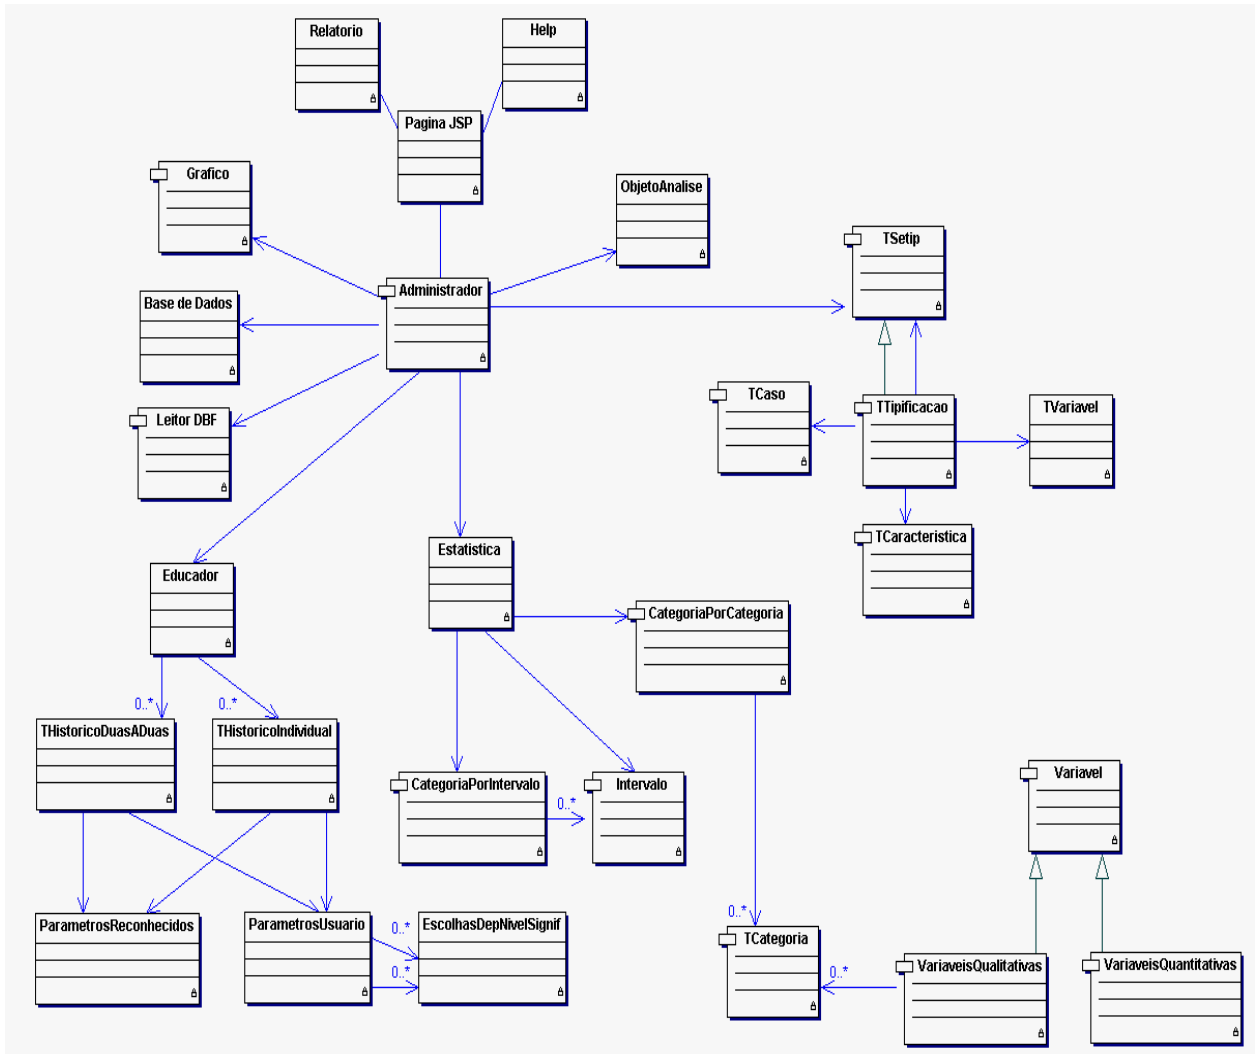 Relatorio
Help
Pagina JSP
Grafico
ObjetoAnalise
TSetip
Administrador
Base de Dados
TCaso
TTipificacao
TVariavel
Leitor DBF
TCaracteristica
Estatistica
Educador
CategoriaPorCategoria
0..*
0..*
THistoricoDuasADuas
THistoricoIndividual
CategoriaPorIntervalo
0..*
Intervalo
Variavel
ParametrosReconhecidos
ParametrosUsuario
0..*
0..*
EscolhasDepNivelSignif
0..*
TCategoria
0..*
VariaveisQualitativas
VariaveisQuantitativas